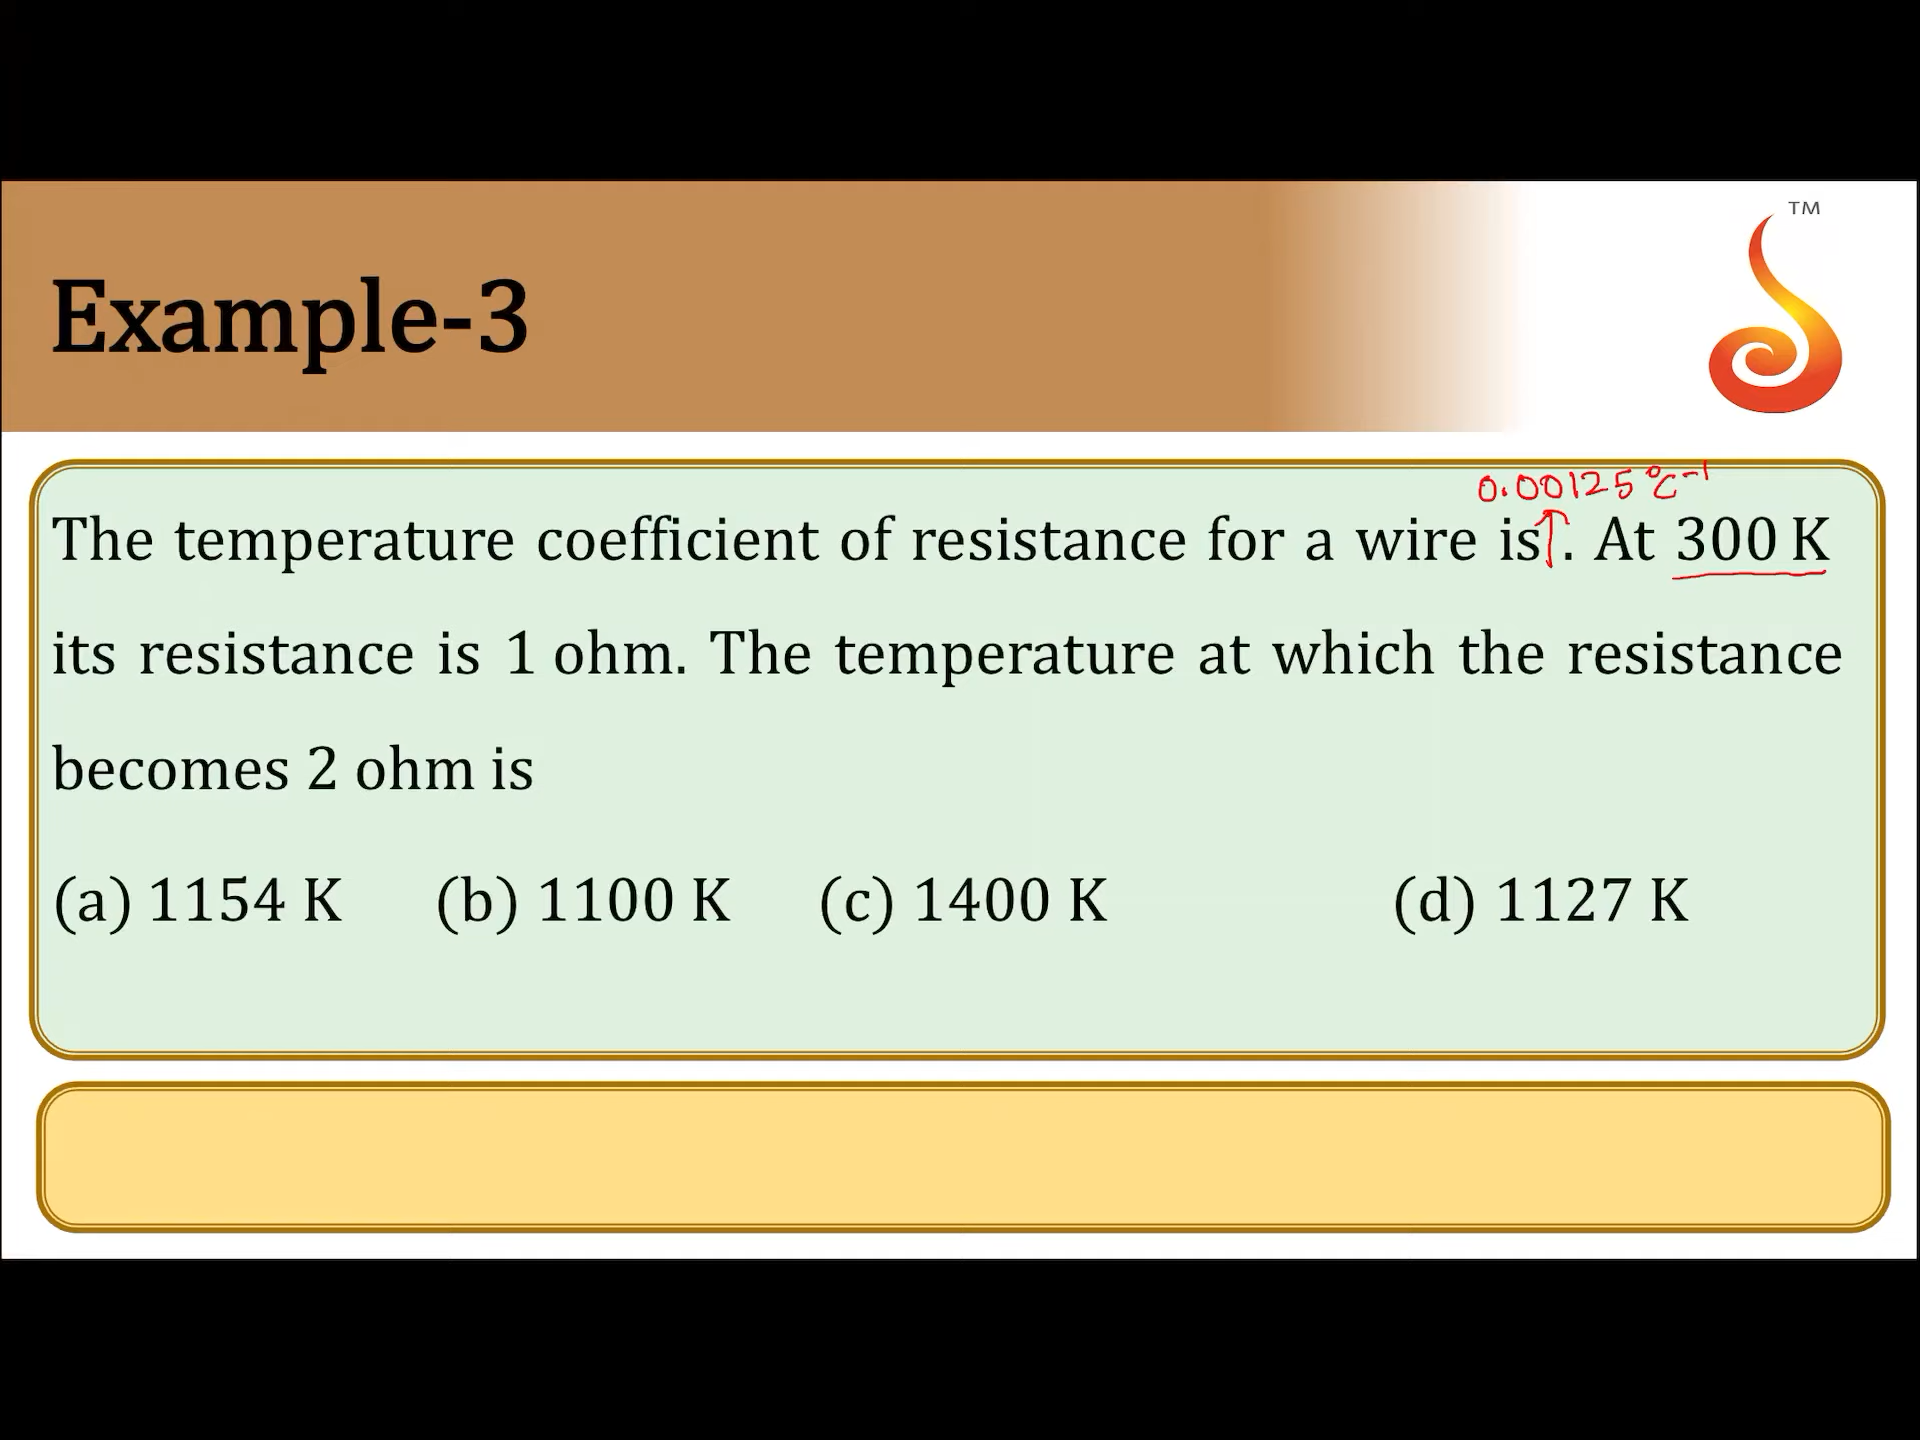 TM
Example-3
0.00125 °C⁻¹
The temperature coefficient of resistance for a wire is↑. At 300 K
its resistance is 1 ohm. The temperature at which the resistance
becomes 2 ohm is
(a) 1154 K (b) 1100 K (c) 1400 K (d) 1127 K